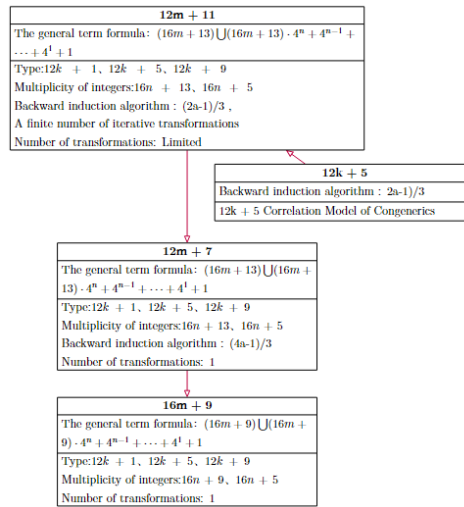 12m + 11
The general term formula: (16m + 13)⋃(16m + 13) · 4ⁿ + 4ⁿ⁻¹ +
⋯ + 4¹ + 1
Type:12k + 1、12k + 5、12k + 9
Multiplicity of integers:16n + 13、16n + 5
Backward induction algorithm : (2a-1)/3 ,
A finite number of iterative transformations
Number of transformations: Limited
12k + 5
Backward induction algorithm : 2a-1)/3
12k + 5 Correlation Model of Congenerics
12m + 7
The general term formula: (16m + 13)⋃(16m +
13) · 4ⁿ + 4ⁿ⁻¹ + ⋯ + 4¹ + 1
Type:12k + 1、12k + 5、12k + 9
Multiplicity of integers:16n + 13、16n + 5
Backward induction algorithm : (4a-1)/3
Number of transformations: 1
16m + 9
The general term formula: (16m + 9)⋃(16m +
9) · 4ⁿ + 4ⁿ⁻¹ + ⋯ + 4¹ + 1
Type:12k + 1、12k + 5、12k + 9
Multiplicity of integers:16n + 9、16n + 5
Number of transformations: 1